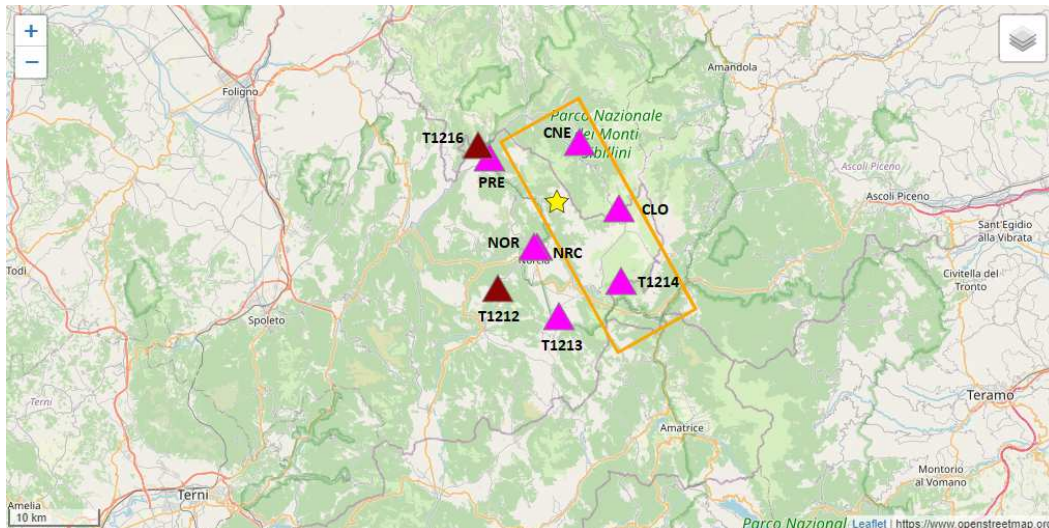 +
−
Amandola
Foligno
Parco Nazionale
dei Monti
Sibillini
CNE
T1216
PRE
Ascoli Piceno
Ascoli Piceno
CLO
Sant'Egidio
alla Vibrata
NOR
NRC
Todi
Civitella del
Tronto
T1214
T1212
Spoleto
T1213
Teramo
Terni
Amatrice
Ascoli Piceno
Montorio
al Vomano
Terni
Amelia
10 km
Parco Nazional
Leaflet | https://www.openstreetmap.org